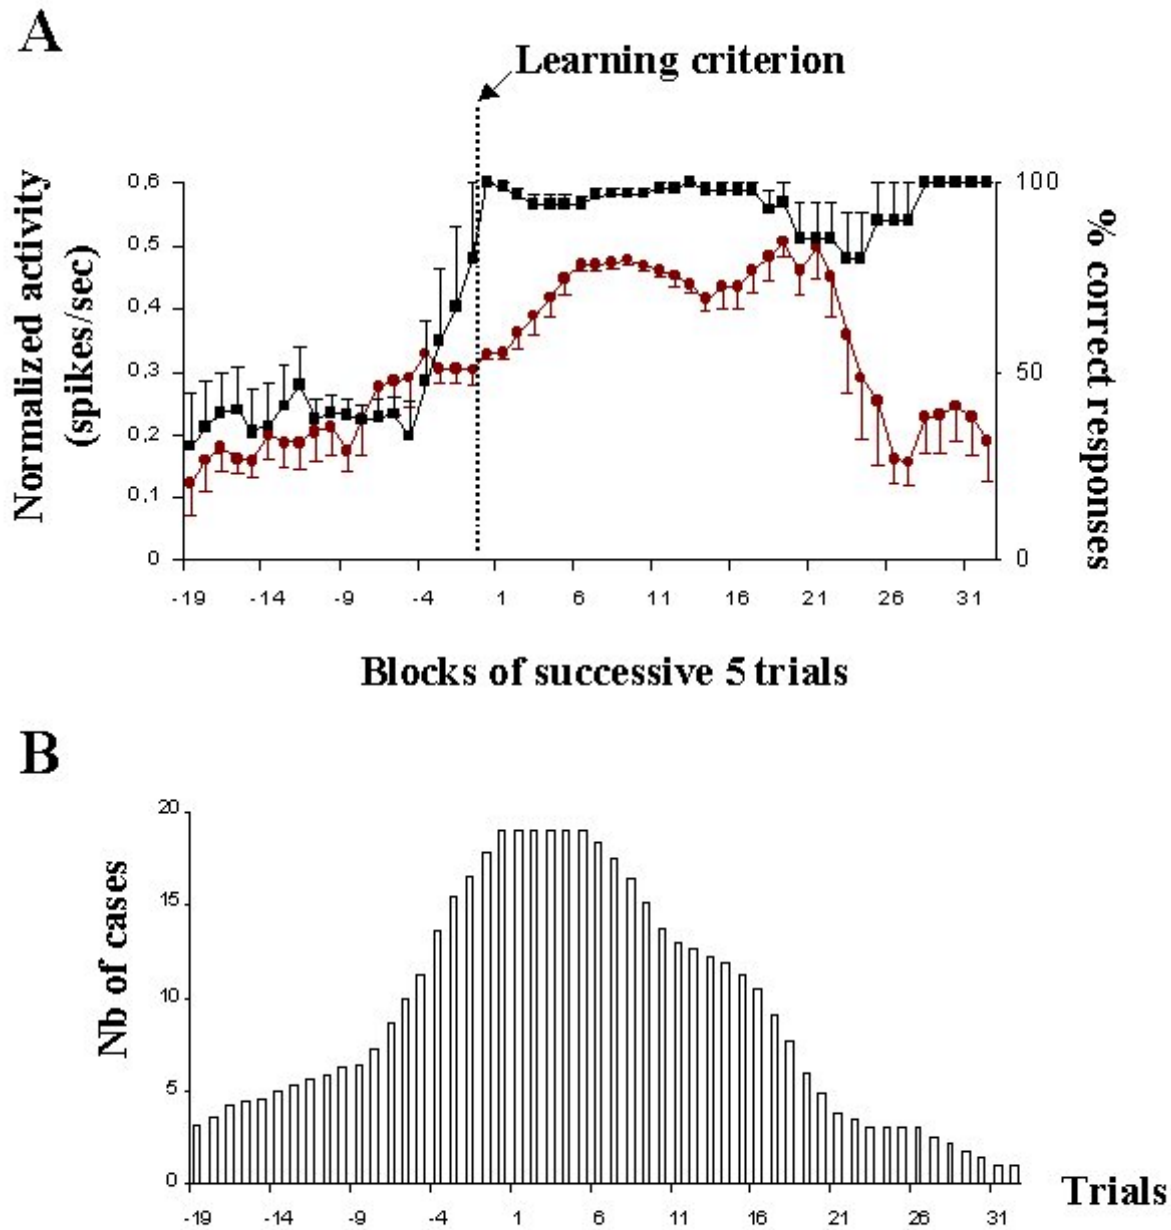 A
Learning criterion
Normalized activity
(spikes/sec)
0.6
0.5
0.4
0.3
0.2
0.1
0
100
50
0
% correct responses
-19 -14 -9 -4 1 6 11 16 21 26 31
Blocks of successive 5 trials
B
Nb of cases
20
15
10
5
0
-19 -14 -9 -4 1 6 11 16 21 26 31
Trials